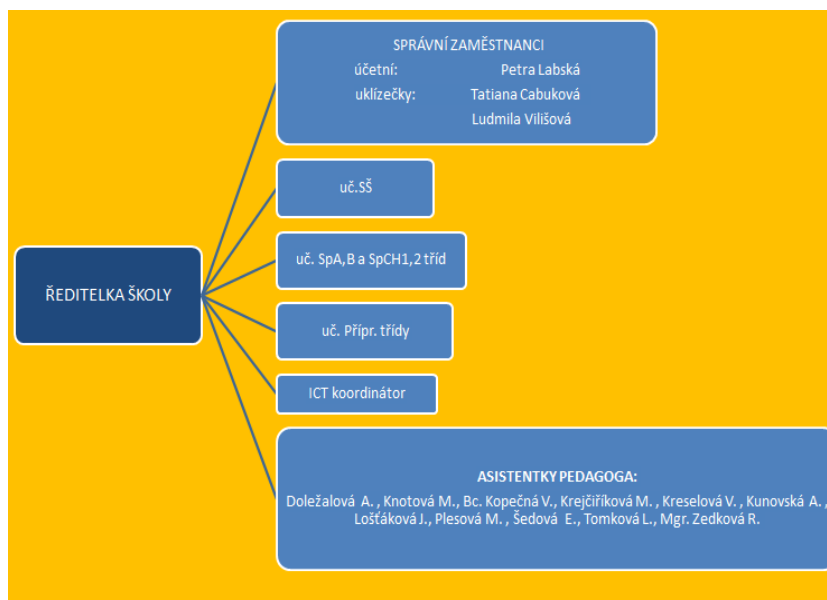 SPRÁVNÍ ZAMĚSTNANCI
účetní: Petra Labská
uklízečky: Tatiana Cabuková
Ludmila Vilišová
uč.SŠ
uč. SpA,B a SpCH1,2 tříd
ŘEDITELKA ŠKOLY
uč. Přípr. třídy
ICT koordinátor
ASISTENTKY PEDAGOGA:
Doležalová A. , Knotová M., Bc. Kopečná V., Krejčiříková M. , Kreselová V. , Kunovská A. ,
Lošťáková J., Plesová M. , Šedová E., Tomková L., Mgr. Zedková R.